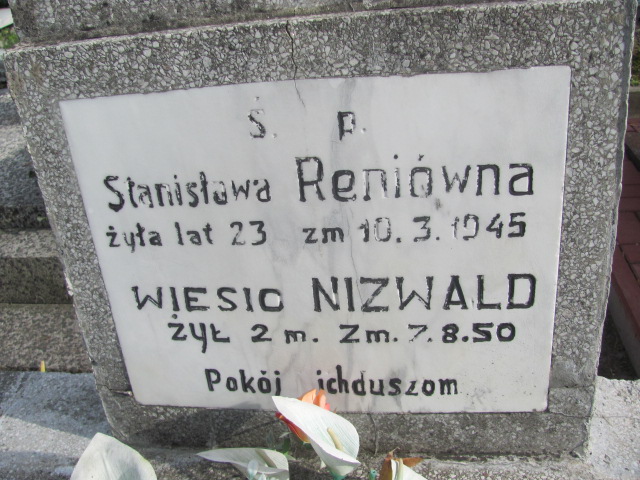 Ś. P.
Stanisława Reniówna
żyła lat 23 zm 10.3.1945
WIESIO NIZWALD
ŻYŁ 2 m. Zm. 7.8.50
Pokój ichduszom